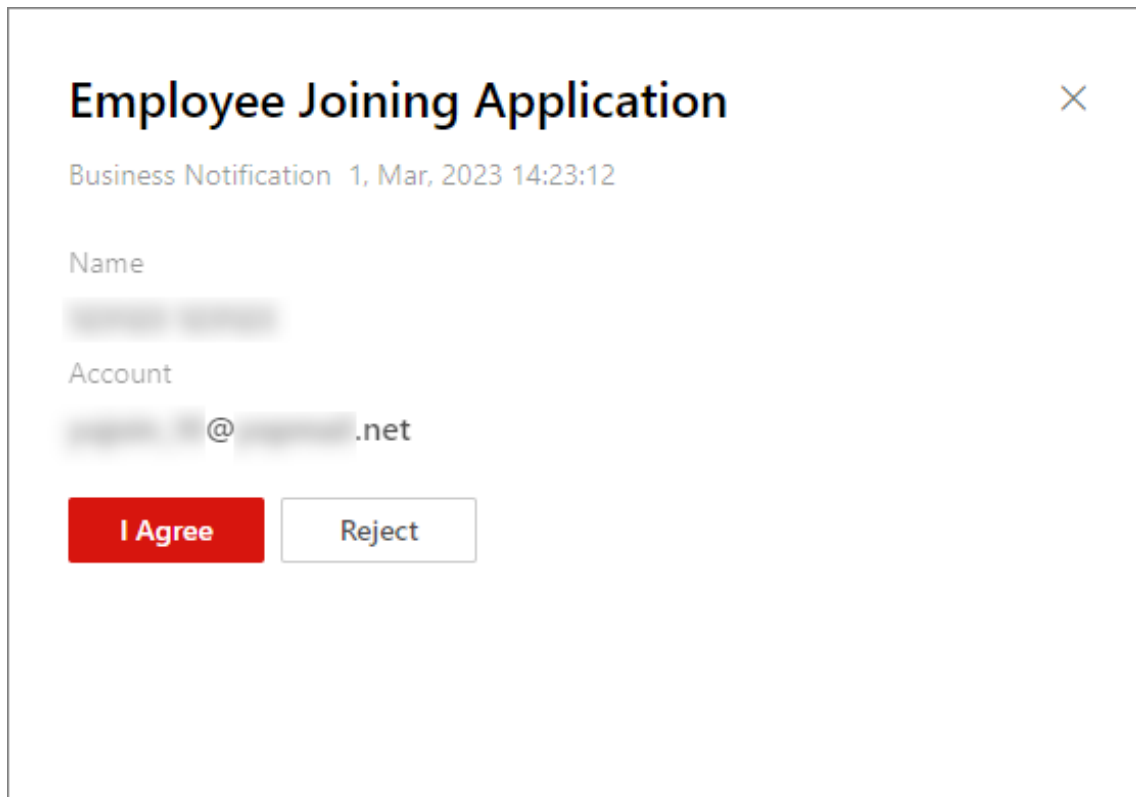 Employee Joining Application
Business Notification 1, Mar, 2023 14:23:12
Name
Account
@ .net
I Agree
Reject